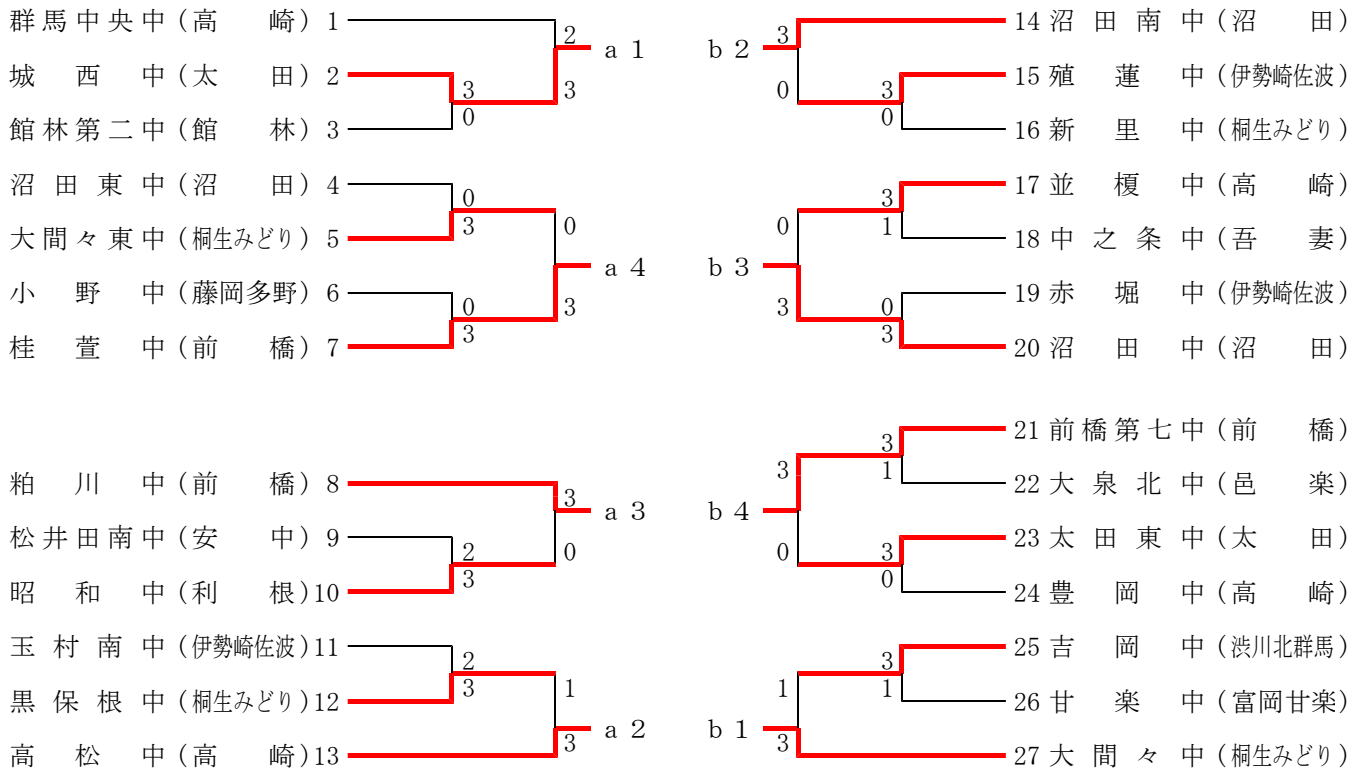 群馬中央中(高崎) 1
城西中(太田) 2
館林第二中(館林) 3
沼田東中(沼田) 4
大間々東中(桐生みどり) 5
小野中(藤岡多野) 6
桂萱中(前橋) 7
粕川中(前橋) 8
松井田南中(安中) 9
昭和中(利根)10
玉村南中(伊勢崎佐波)11
黒保根中(桐生みどり)12
高松中(高崎)13
2
3
3
0
0
3
0
3
0
3
3
0
2
3
2
3
1
3
a 1
a 4
a 3
a 2
b 2
b 3
b 4
b 1
3
0
3
0
3
1
0
3
0
3
3
1
3
0
3
0
3
1
1
3
14 沼田南中(沼田)
15 殖蓮中(伊勢崎佐波)
16 新里中(桐生みどり)
17 並榎中(高崎)
18 中之条中(吾妻)
19 赤堀中(伊勢崎佐波)
20 沼田中(沼田)
21 前橋第七中(前橋)
22 大泉北中(邑楽)
23 太田東中(太田)
24 豊岡中(高崎)
25 吉岡中(渋川北群馬)
26 甘楽中(富岡甘楽)
27 大間々中(桐生みどり)